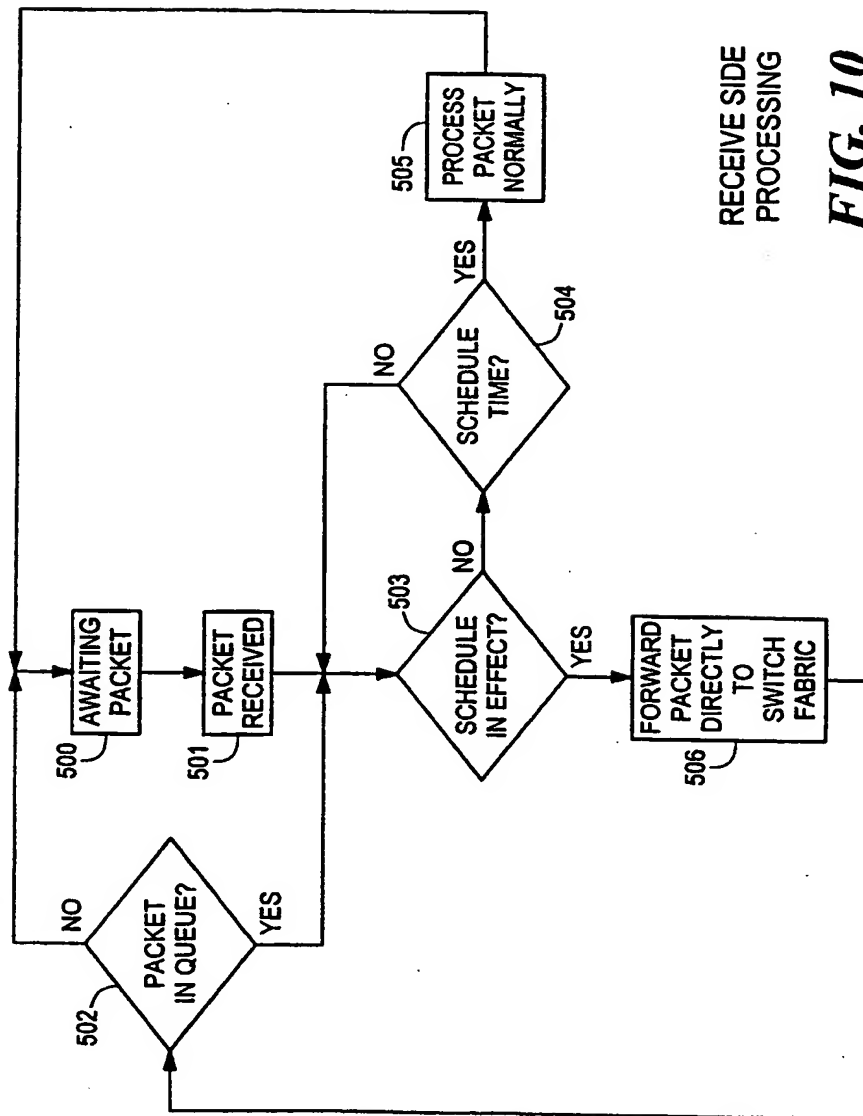 AWAITING
PACKET
500
PACKET
RECEIVED
501
PACKET
IN QUEUE?
502
NO
YES
SCHEDULE
IN EFFECT?
503
NO
YES
SCHEDULE
TIME?
504
NO
YES
PROCESS
PACKET
NORMALLY
505
FORWARD
PACKET
DIRECTLY
TO
SWITCH
FABRIC
506
RECEIVE SIDE
PROCESSING
FIG. 10